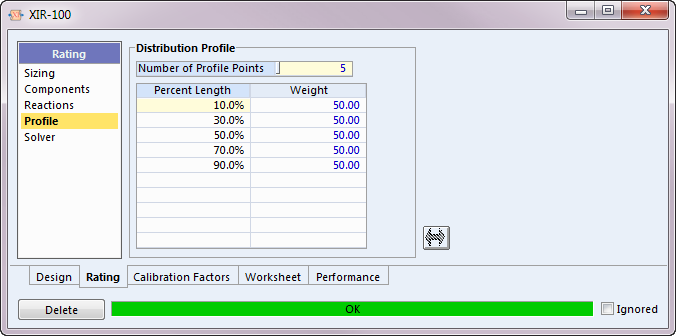 XIR-100
Rating
Sizing
Components
Reactions
Profile
Solver
Distribution Profile
Number of Profile Points 5
Percent Length Weight
10.0% 50.00
30.0% 50.00
50.0% 50.00
70.0% 50.00
90.0% 50.00
Design Rating Calibration Factors Worksheet Performance
Delete OK Ignored